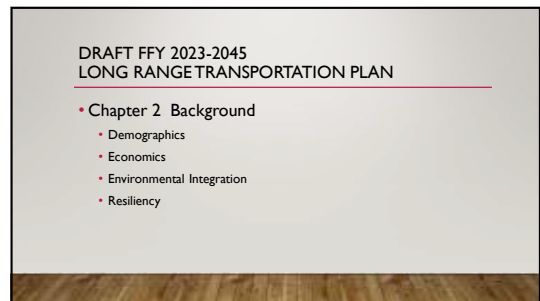 DRAFT FFY 2023-2045
LONG RANGE TRANSPORTATION PLAN
• Chapter 2 Background
• Demographics
• Economics
• Environmental Integration
• Resiliency